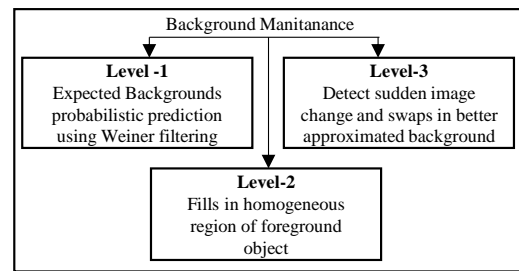 Background Manitanance
Level -1
Expected Backgrounds
probabilistic prediction
using Weiner filtering
Level-3
Detect sudden image
change and swaps in better
approximated background
Level-2
Fills in homogeneous
region of foreground
object